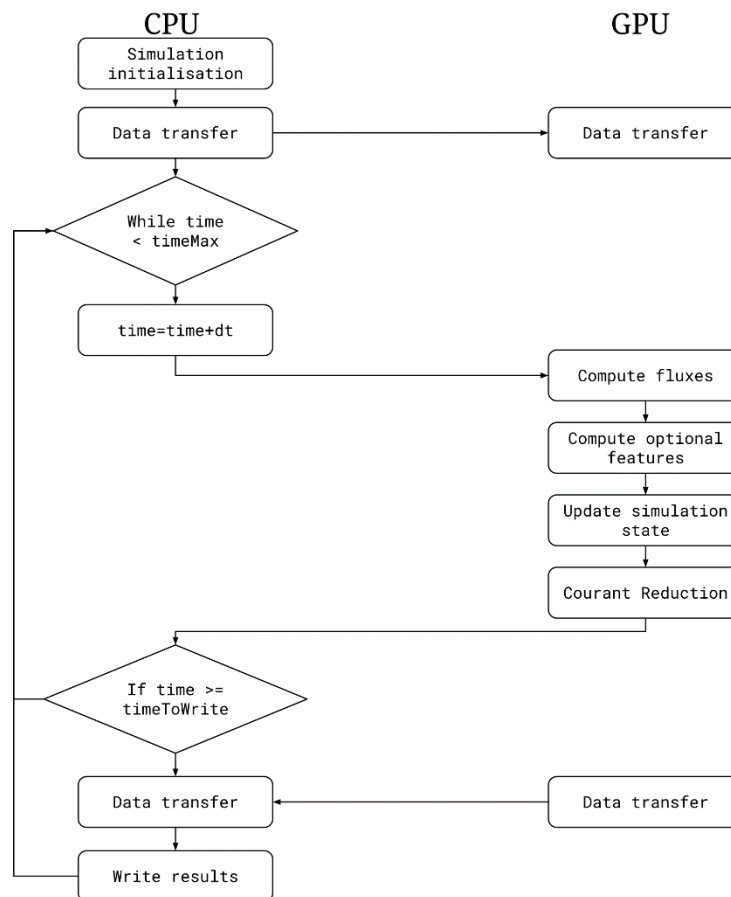 CPU
GPU
Simulation
initialisation
Data transfer
Data transfer
While time
< timeMax
time=time+dt
Compute fluxes
Compute optional
features
Update simulation
state
Courant Reduction
If time >=
timeToWrite
Data transfer
Data transfer
Write results